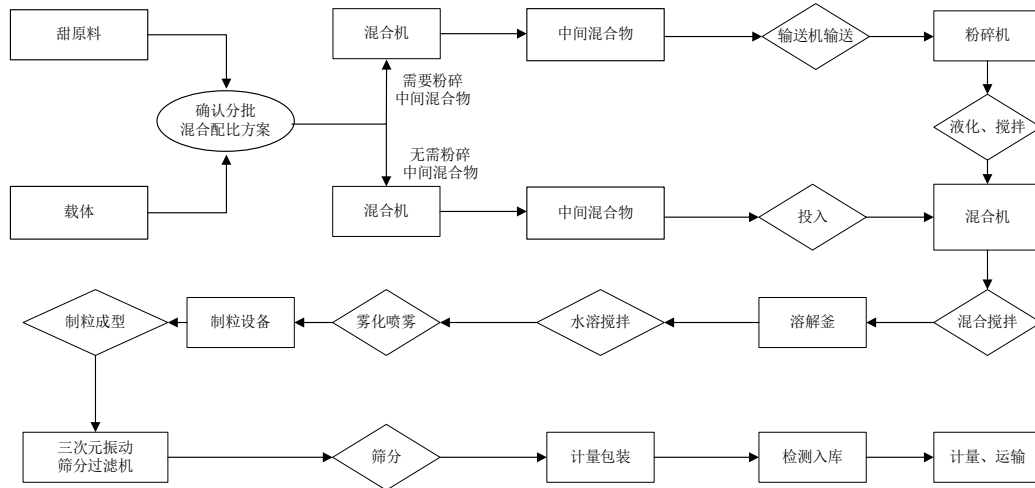 甜原料
混合机
中间混合物
输送机输送
粉碎机
需要粉碎
中间混合物
确认分批
混合配比方案
液化、搅拌
无需粉碎
中间混合物
载体
混合机
中间混合物
投入
混合机
制粒成型
制粒设备
雾化喷雾
水溶搅拌
溶解釜
混合搅拌
三次元振动
筛分过滤机
筛分
计量包装
检测入库
计量、运输